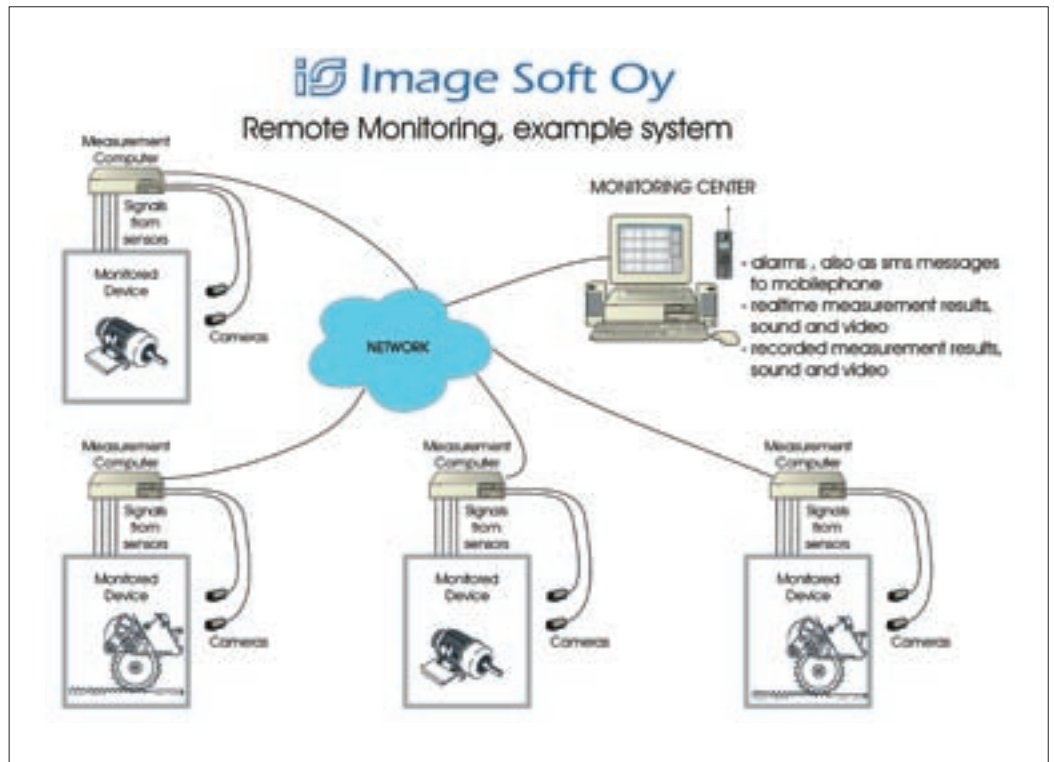 Image Soft Oy
Remote Monitoring, example system
Measurement
Computer
Signals
from
sensors
Monitored
Device
Cameras
MONITORING CENTER
- alarms , also as sms messages
to mobilephone
- realtime measurement results,
sound and video
- recorded measurement results,
sound and video
NETWORK
Measurement
Computer
Signals
from
sensors
Monitored
Device
Cameras
Measurement
Computer
Signals
from
sensors
Monitored
Device
Cameras
Measurement
Computer
Signals
from
sensors
Monitored
Device
Cameras